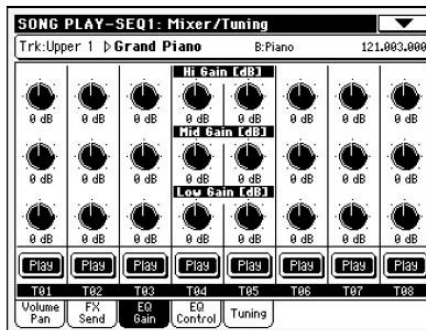 SONG PLAY-SEQ1: Mixer/Tuning
Trk:Upper 1 ▷Grand Piano B:Piano 121.003.000
Hi Gain [dB]
0 dB 0 dB 0 dB 0 dB 0 dB 0 dB 0 dB 0 dB
Mid Gain [dB]
0 dB 0 dB 0 dB 0 dB 0 dB 0 dB 0 dB 0 dB
Low Gain [dB]
0 dB 0 dB 0 dB 0 dB 0 dB 0 dB 0 dB 0 dB
Play Play Play Play Play Play Play Play
T01 T02 T03 T04 T05 T06 T07 T08
Volume Pan FX Send EQ Gain EQ Control Tuning